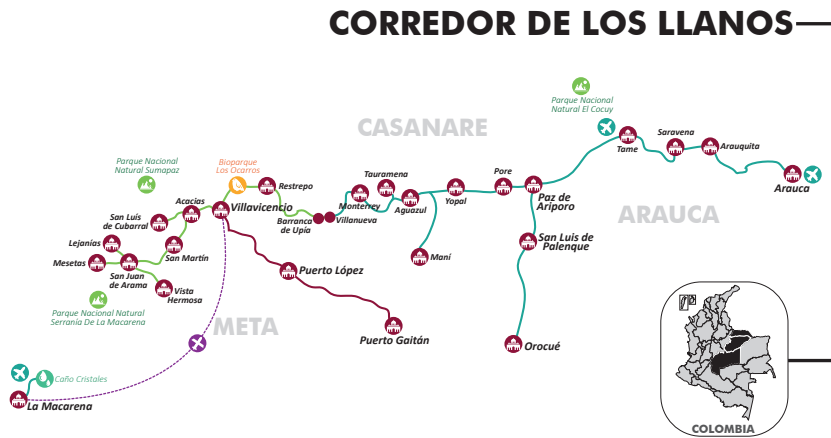 CORREDOR DE LOS LLANOS
Parque Nacional
Natural El Cocuy
CASANARE
Tame
Saravena
Arauquita
Arauca
ARAUCA
Parque Nacional
Natural Sumapaz
Bioparque
Los Ocarros
Restrepo
Tauramena
Monterrey
Aguazul
Yopal
Pore
Paz de
Ariporo
Acacias
Villavicencio
Barranca
de Upía
Villanueva
San Luís
de Cubarral
Lejanías
San Martín
Mesetas
San Juan
de Arama
Vista
Hermosa
Maní
San Luis de
Palenque
Puerto López
Parque Nacional Natural
Serranía De La Macarena
META
Puerto Gaitán
Orocué
Caño Cristales
La Macarena
COLOMBIA